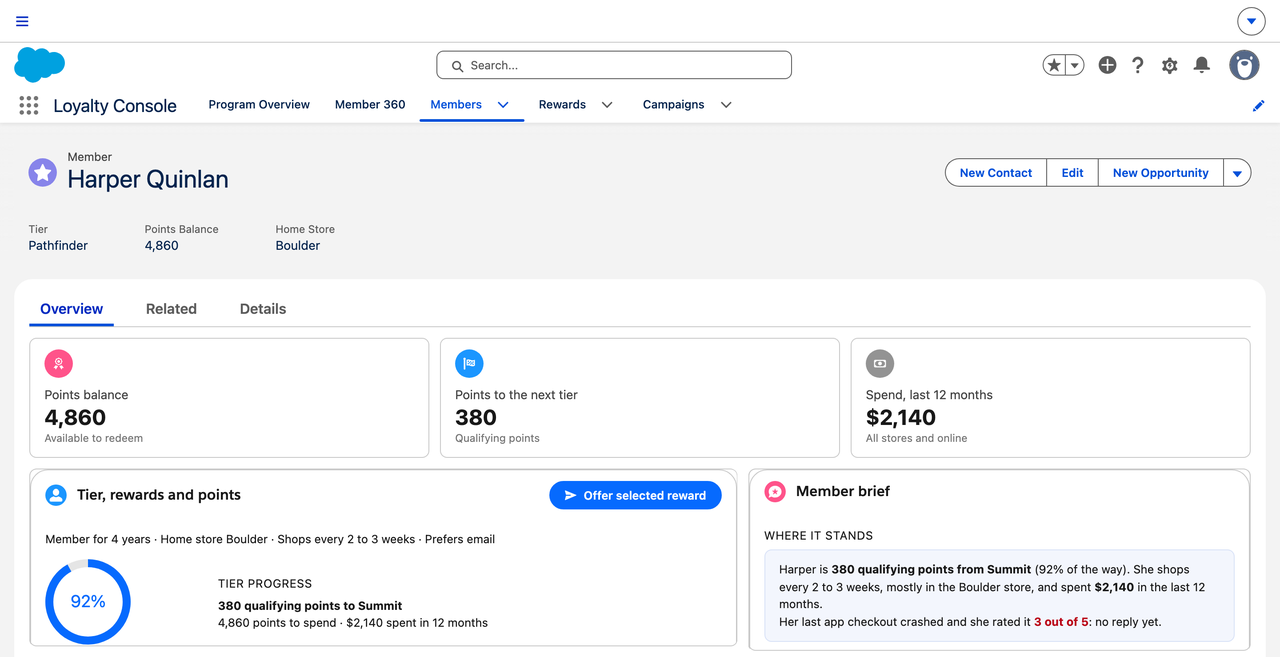 Search...
Loyalty Console
Program Overview
Member 360
Members
Rewards
Campaigns
Member
Harper Quinlan
New Contact
Edit
New Opportunity
Tier
Pathfinder
Points Balance
4,860
Home Store
Boulder
Overview
Related
Details
Points balance
4,860
Available to redeem
Points to the next tier
380
Qualifying points
Spend, last 12 months
$2,140
All stores and online
Tier, rewards and points
Offer selected reward
Member for 4 years · Home store Boulder · Shops every 2 to 3 weeks · Prefers email
92%
TIER PROGRESS
380 qualifying points to Summit
4,860 points to spend · $2,140 spent in 12 months
Member brief
WHERE IT STANDS
Harper is 380 qualifying points from Summit (92% of the way). She shops
every 2 to 3 weeks, mostly in the Boulder store, and spent $2,140 in the last 12
months.
Her last app checkout crashed and she rated it 3 out of 5: no reply yet.